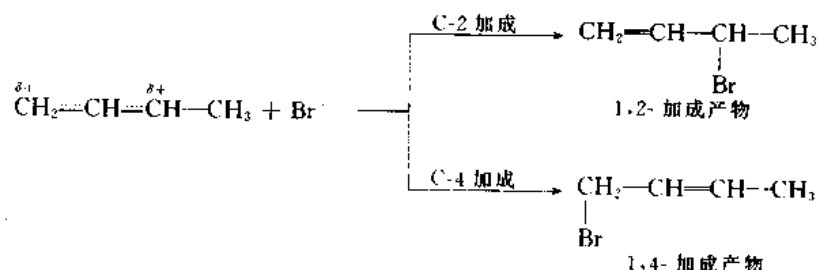 C-2 加成
CH₂=CH—CH—CH₃
Br
1,2-加成产物
δ+ δ+
CH₂—CH—CH—CH₃ + Br
C-4 加成
CH₂—CH=CH—CH₃
Br
1,4-加成产物